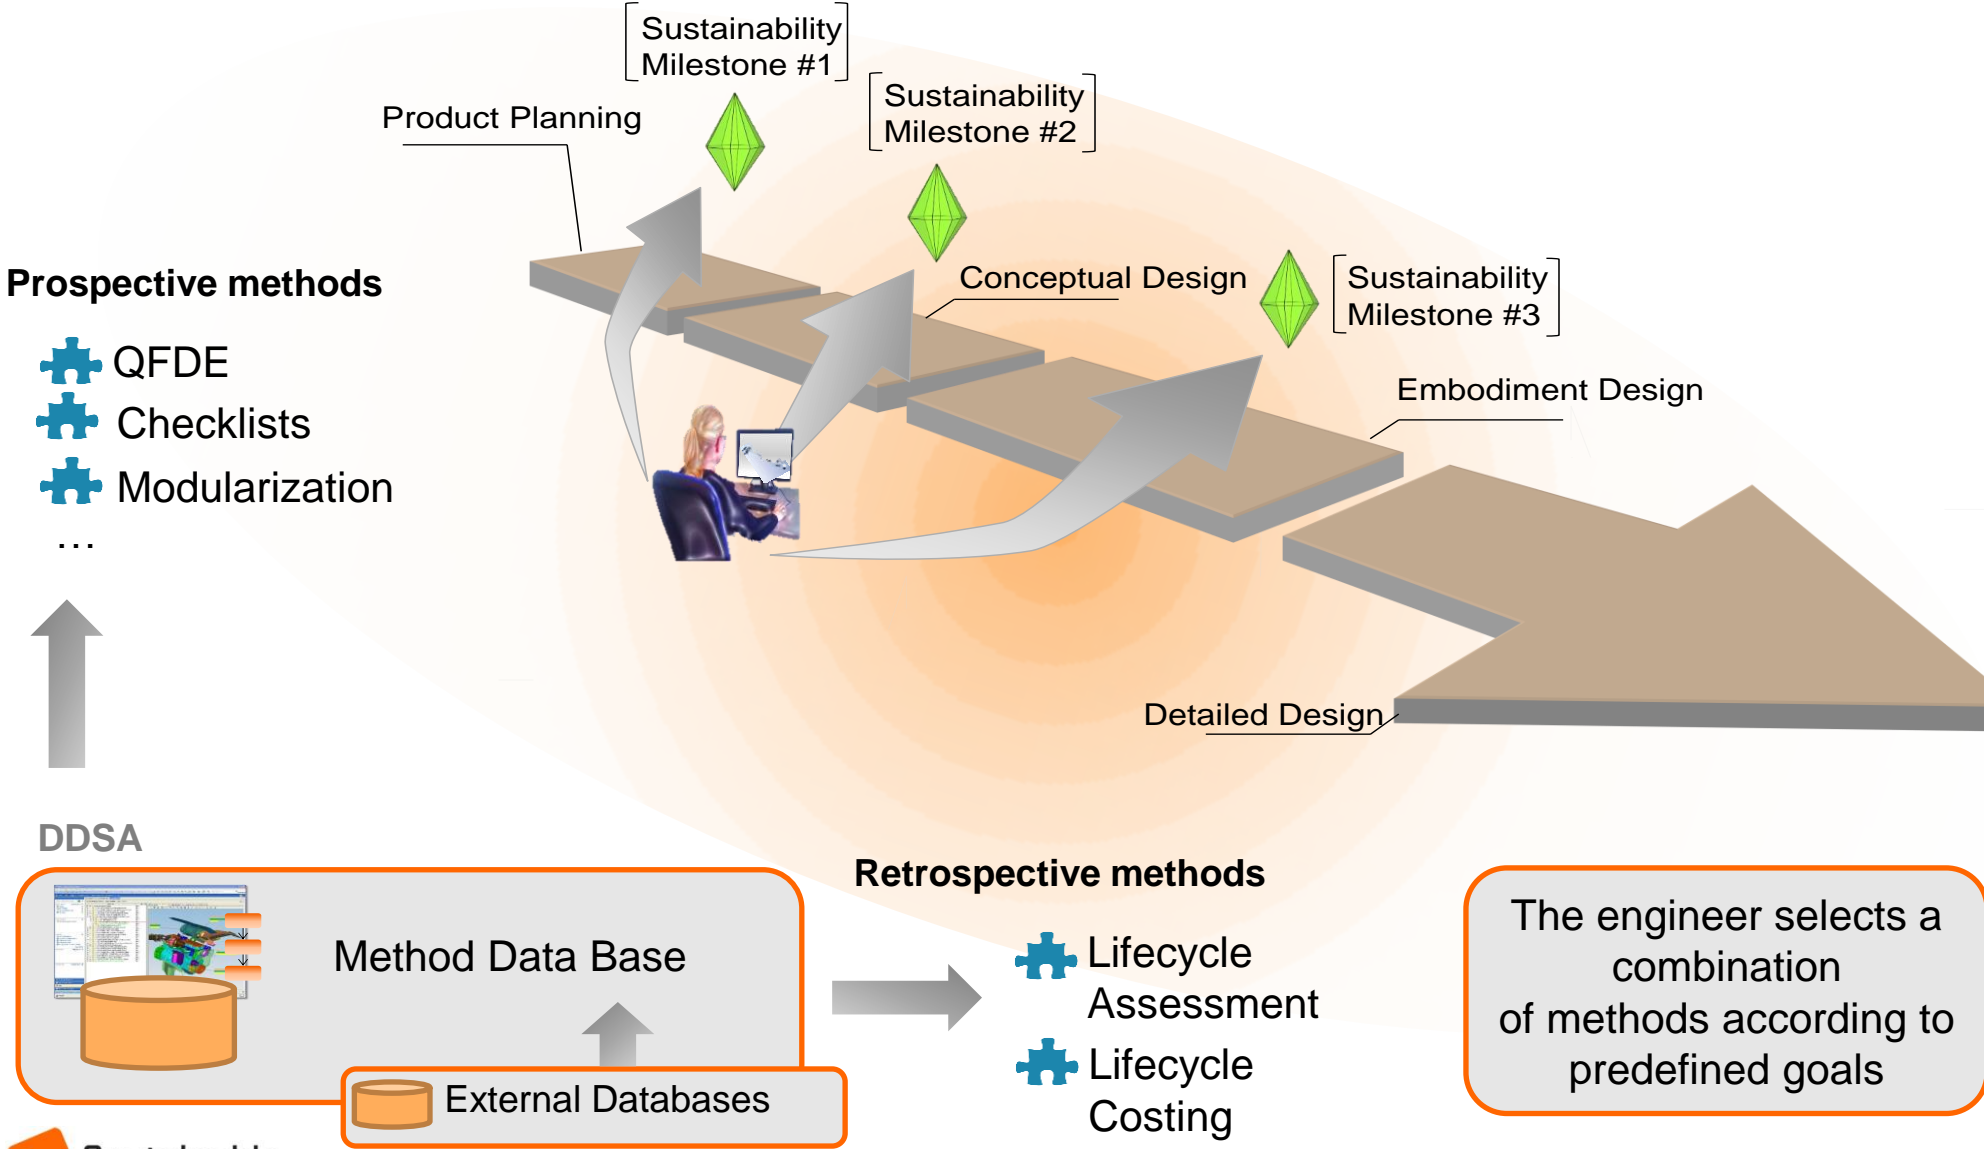 Sustainability
Milestone #1
Sustainability
Milestone #2
Product Planning
Prospective methods
Conceptual Design
Sustainability
Milestone #3
QFDE
Checklists
Modularization
…
Embodiment Design
Detailed Design
DDSA
Method Data Base
External Databases
Retrospective methods
Lifecycle
Assessment
Lifecycle
Costing
The engineer selects a
combination
of methods according to
predefined goals